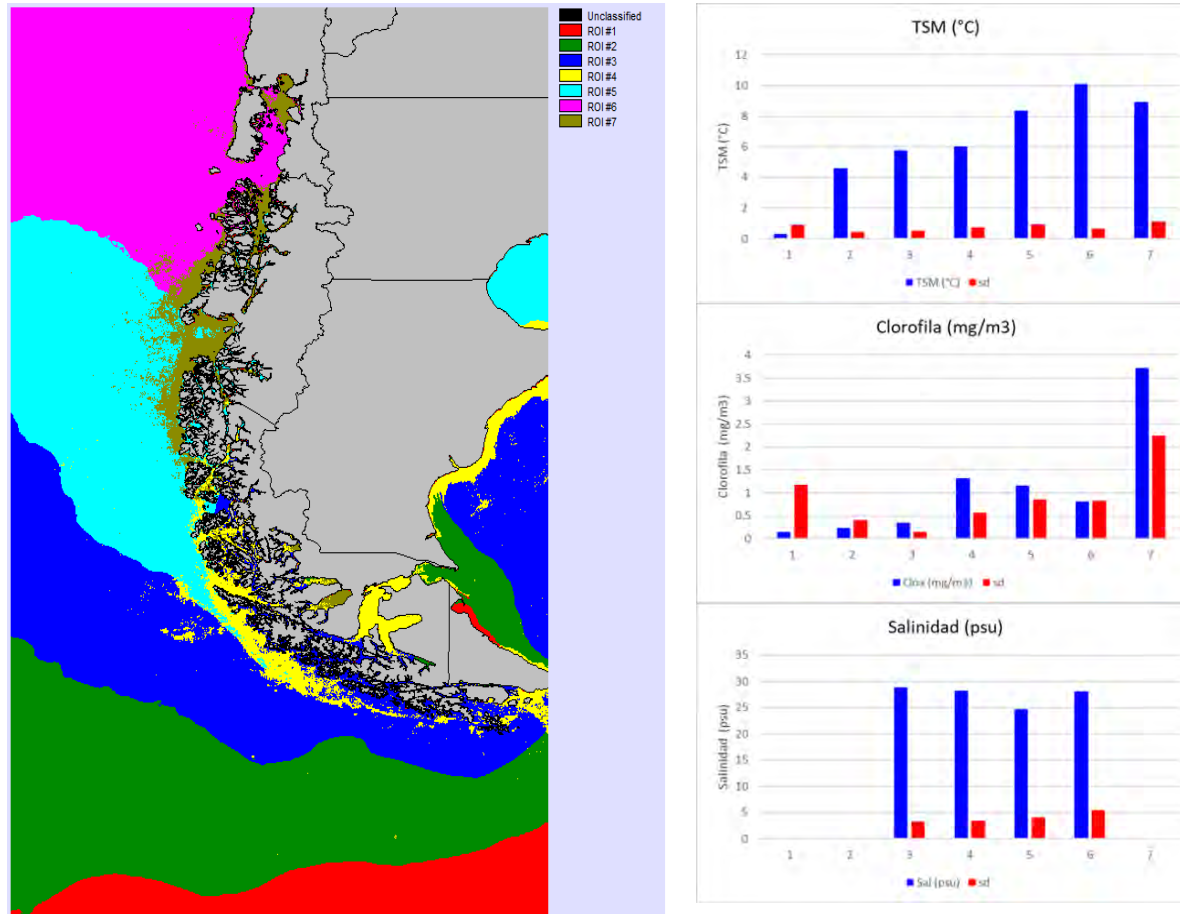 Unclassified
ROI #1
ROI #2
ROI #3
ROI #4
ROI #5
ROI #6
ROI #7
TSM (°C)
TSM (°C)
12
10
8
6
4
2
0
1 2 3 4 5 6 7
TSM (°C) sd
Clorofila (mg/m3)
Clorofila (mg/m3)
4
3.5
3
2.5
2
1.5
1
0.5
0
1 2 3 4 5 6 7
Cloa (mg/m3) sd
Salinidad (psu)
Salinidad (psu)
35
30
25
20
15
10
5
0
1 2 3 4 5 6 7
Sal (psu) sd